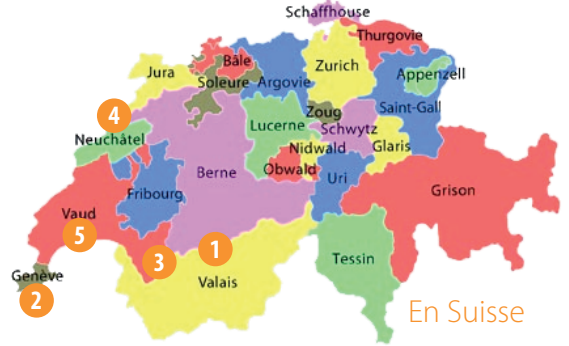 Schaffhouse
Thurgovie
Bâle
Zurich
Jura
Soleure
Argovie
Appenzell
Zoug
Saint-Gall
4
Lucerne
Schwytz
Neuchâtel
Nidwald
Glaris
Obwald
Berne
Uri
Fribourg
Grison
Vaud
5
1
3
Tessin
Genève
2
Valais
En Suisse